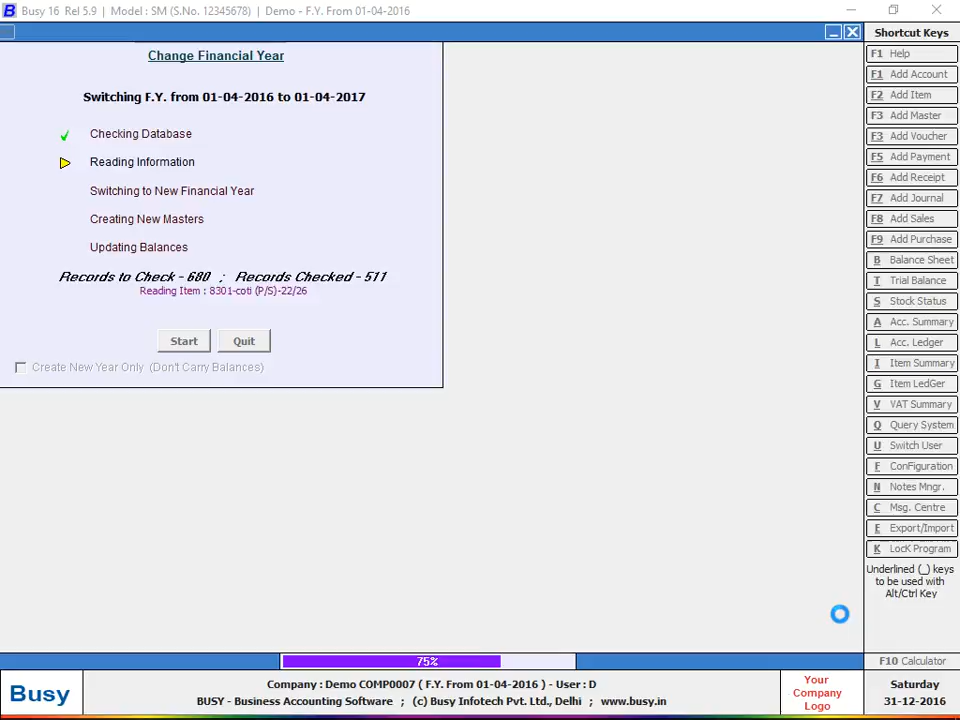 Busy 16 Rel 5.9 | Model : SM (S.No. 12345678) | Demo - F.Y. From 01-04-2016
Change Financial Year
Switching F.Y. from 01-04-2016 to 01-04-2017
Checking Database
Reading Information
Switching to New Financial Year
Creating New Masters
Updating Balances
Records to Check - 680 ; Records Checked - 511
Reading Item : 8301-coti (P/S)-22/26
Start Quit
Create New Year Only (Don't Carry Balances)
Shortcut Keys
F1 Help
F1 Add Account
F2 Add Item
F3 Add Master
F3 Add Voucher
F5 Add Payment
F6 Add Receipt
F7 Add Journal
F8 Add Sales
F9 Add Purchase
B Balance Sheet
T Trial Balance
S Stock Status
A Acc. Summary
L Acc. Ledger
I Item Summary
G Item LedGer
V VAT Summary
Q Query System
U Switch User
F ConFiguration
N Notes Mngr.
C Msg. Centre
E Export/Import
K LocK Program
Underlined (_) keys
to be used with
Alt/Ctrl Key
75%
F10 Calculator
Busy
Company : Demo COMP0007 ( F.Y. From 01-04-2016 ) - User : D
BUSY - Business Accounting Software ; (c) Busy Infotech Pvt. Ltd., Delhi ; www.busy.in
Your
Company
Logo
Saturday
31-12-2016